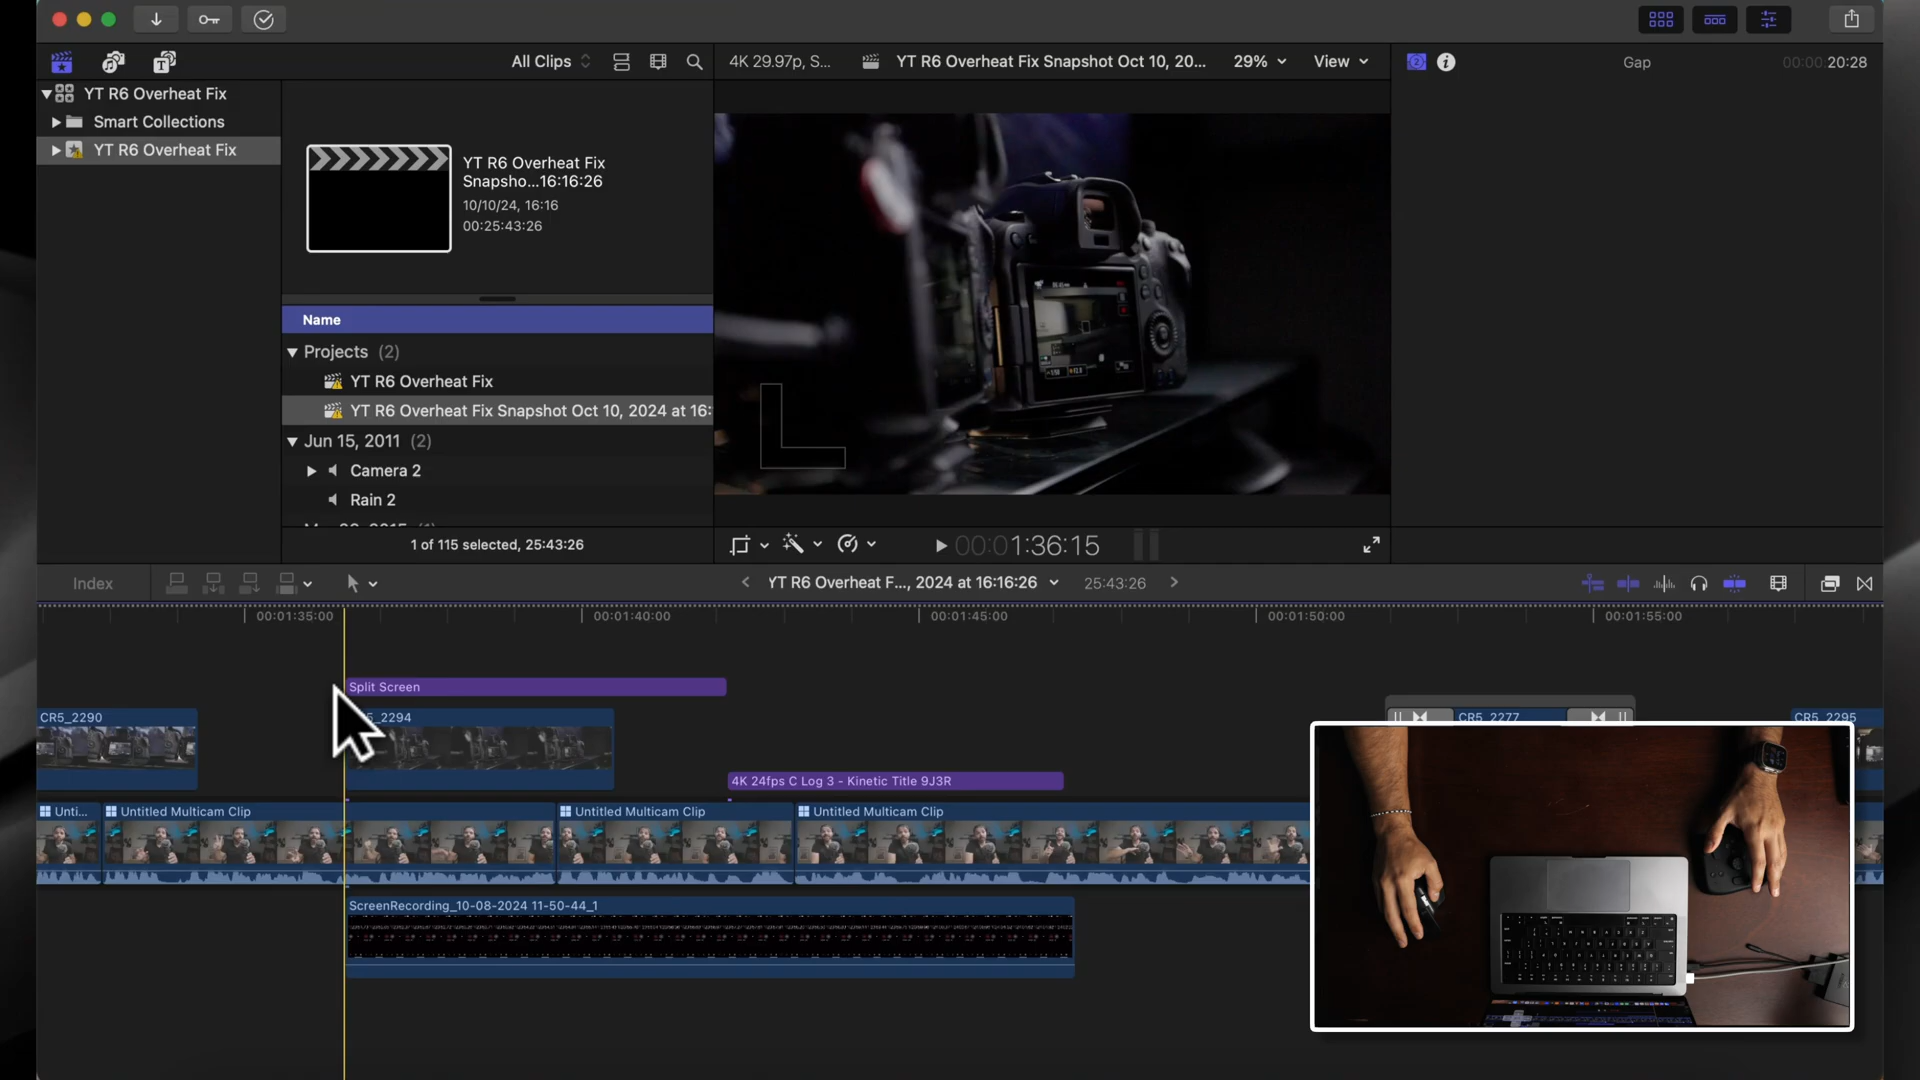 All Clips
4K 29.97p, S...
YT R6 Overheat Fix Snapshot Oct 10, 20...
29%
View
Gap
00:00:20:28
YT R6 Overheat Fix
Smart Collections
YT R6 Overheat Fix
YT R6 Overheat Fix
Snapsho...16:16:26
10/10/24, 16:16
00:25:43:26
Name
Projects (2)
YT R6 Overheat Fix
YT R6 Overheat Fix Snapshot Oct 10, 2024 at 16:
Jun 15, 2011 (2)
Camera 2
Rain 2
1 of 115 selected, 25:43:26
00:01:36:15
Index
YT R6 Overheat F..., 2024 at 16:16:26
25:43:26
00:01:35:00
00:01:40:00
00:01:45:00
00:01:50:00
00:01:55:00
Split Screen
CR5_2290
5_2294
CR5_2277
CR5_2295
4K 24fps C Log 3 - Kinetic Title 9J3R
Unti...
Untitled Multicam Clip
Untitled Multicam Clip
Untitled Multicam Clip
ScreenRecording_10-08-2024 11-50-44_1